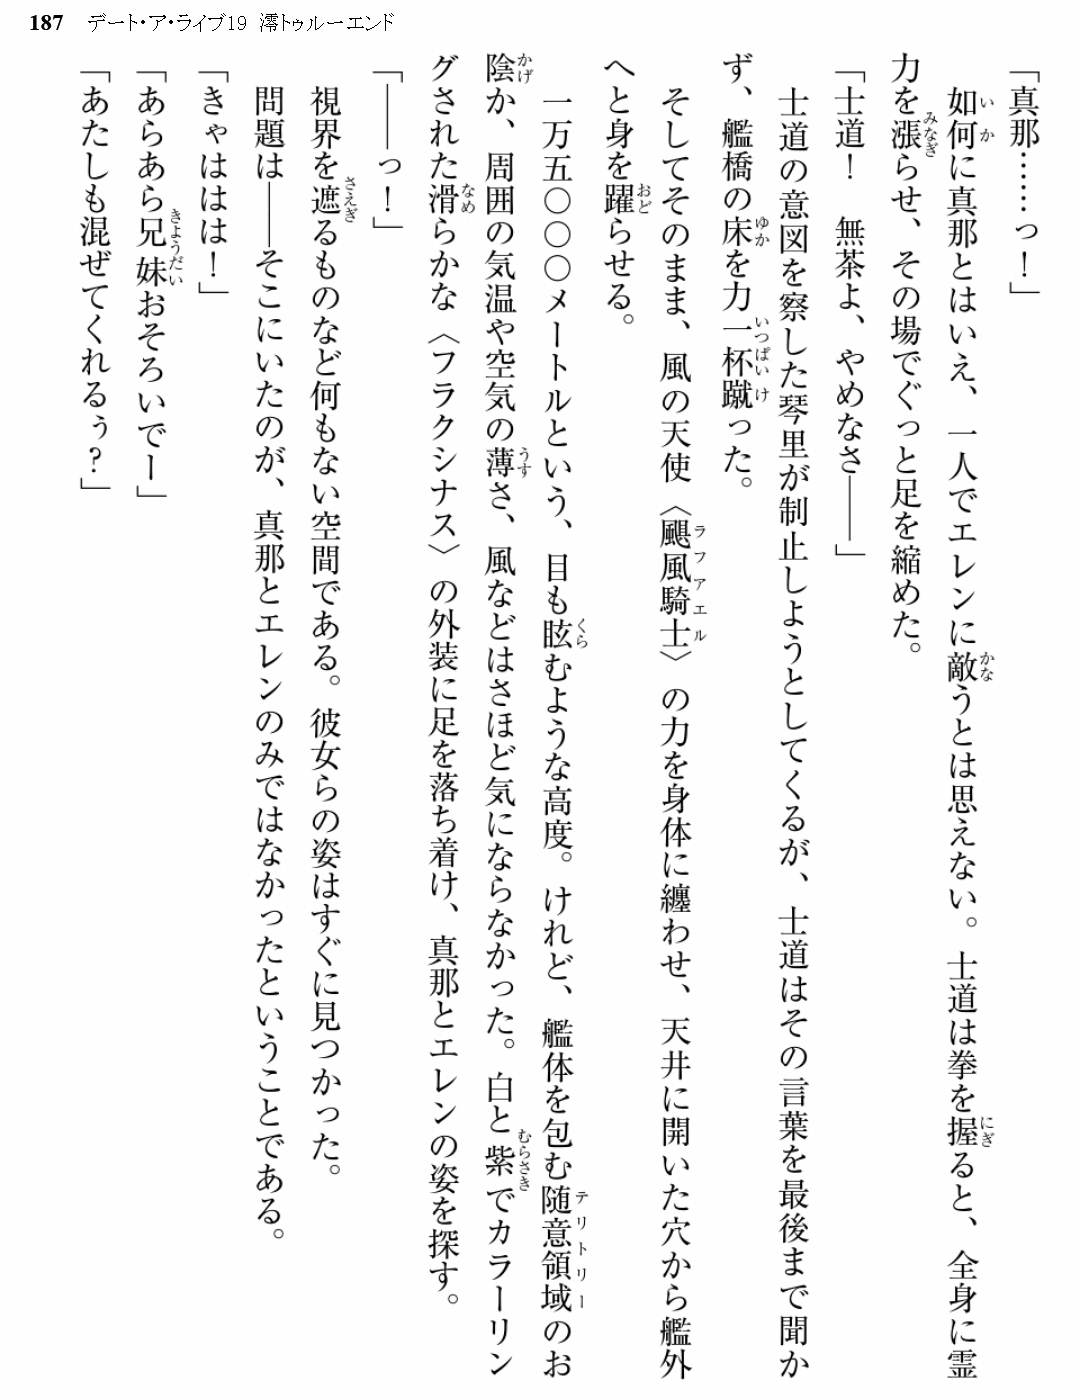 187 デート・ア・ライブ19 澪トゥルーエンド
「真那……っ！」
　如何に真那とはいえ、一人でエレンに敵うとは思えない。士道は拳を握ると、全身に霊
力を漲らせ、その場でぐっと足を縮めた。
「士道！　無茶よ、やめなさ――」
　士道の意図を察した琴里が制止しようとしてくるが、士道はその言葉を最後まで聞か
ず、艦橋の床を力一杯蹴った。
　そしてそのまま、風の天使〈颶風騎士〉の力を身体に纏わせ、天井に開いた穴から艦外
へと身を躍らせる。
　一万五〇〇〇メートルという、目も眩むような高度。けれど、艦体を包む随意領域のお
陰か、周囲の気温や空気の薄さ、風などはさほど気にならなかった。白と紫でカラーリン
グされた滑らかな〈フラクシナス〉の外装に足を落ち着け、真那とエレンの姿を探す。
「――っ！」
　視界を遮るものなど何もない空間である。彼女らの姿はすぐに見つかった。
　問題は――そこにいたのが、真那とエレンのみではなかったということである。
「きゃははは！」
「あらあら兄妹おそろいでー」
「あたしも混ぜてくれるぅ？」